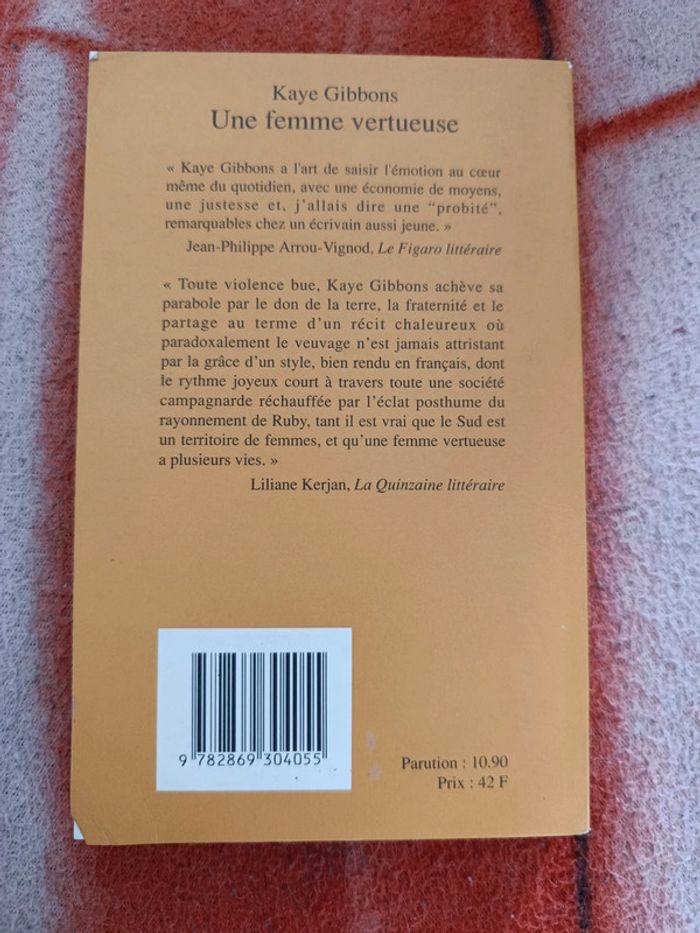 Kaye Gibbons
Une femme vertueuse
« Kaye Gibbons a l'art de saisir l'émotion au cœur
même du quotidien, avec une économie de moyens,
une justesse et, j'allais dire une “probité”,
remarquables chez un écrivain aussi jeune. »
Jean-Philippe Arrou-Vignod, Le Figaro littéraire
« Toute violence bue, Kaye Gibbons achève sa
parabole par le don de la terre, la fraternité et le
partage au terme d'un récit chaleureux où
paradoxalement le veuvage n'est jamais attristant
par la grâce d'un style, bien rendu en français, dont
le rythme joyeux court à travers toute une société
campagnarde réchauffée par l'éclat posthume du
rayonnement de Ruby, tant il est vrai que le Sud est
un territoire de femmes, et qu'une femme vertueuse
a plusieurs vies. »
Liliane Kerjan, La Quinzaine littéraire
9 782869 304055
Parution : 10.90
Prix : 42 F